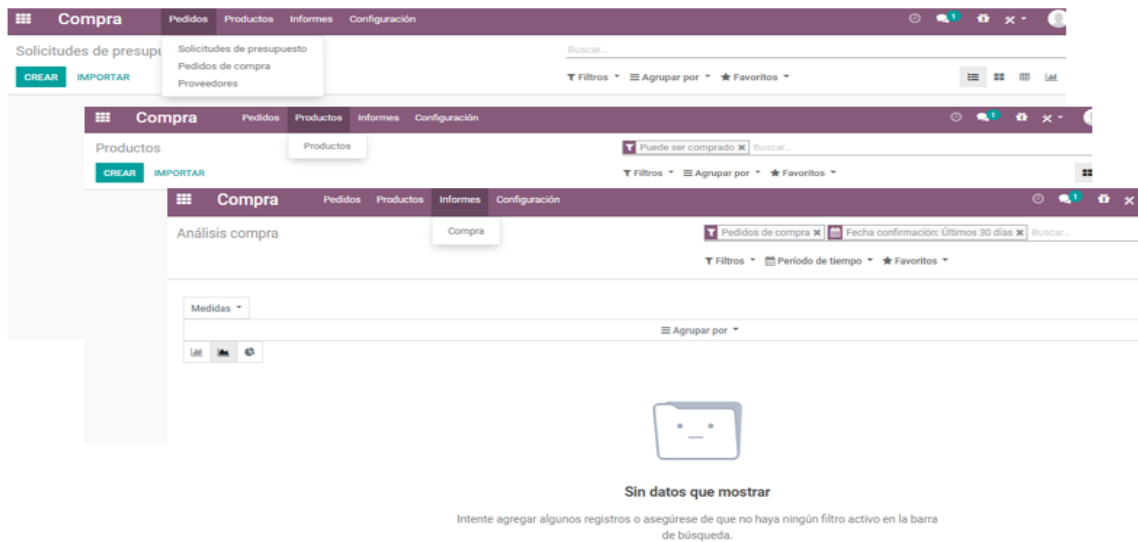 Compra Pedidos Productos Informes Configuración 1
Solicitudes de presupu Solicitudes de presupuesto Buscar...
Pedidos de compra
CREAR IMPORTAR Proveedores Filtros Agrupar por Favoritos
Compra Pedidos Productos Informes Configuración 1
Productos Productos Puede ser comprado Buscar...
CREAR IMPORTAR Filtros Agrupar por Favoritos
Compra Pedidos Productos Informes Configuración 1
Análisis compra Compra Pedidos de compra Fecha confirmación: Últimos 30 días Buscar...
Filtros Período de tiempo Favoritos
Medidas
Agrupar por
Sin datos que mostrar
Intente agregar algunos registros o asegúrese de que no haya ningún filtro activo en la barra
de búsqueda.